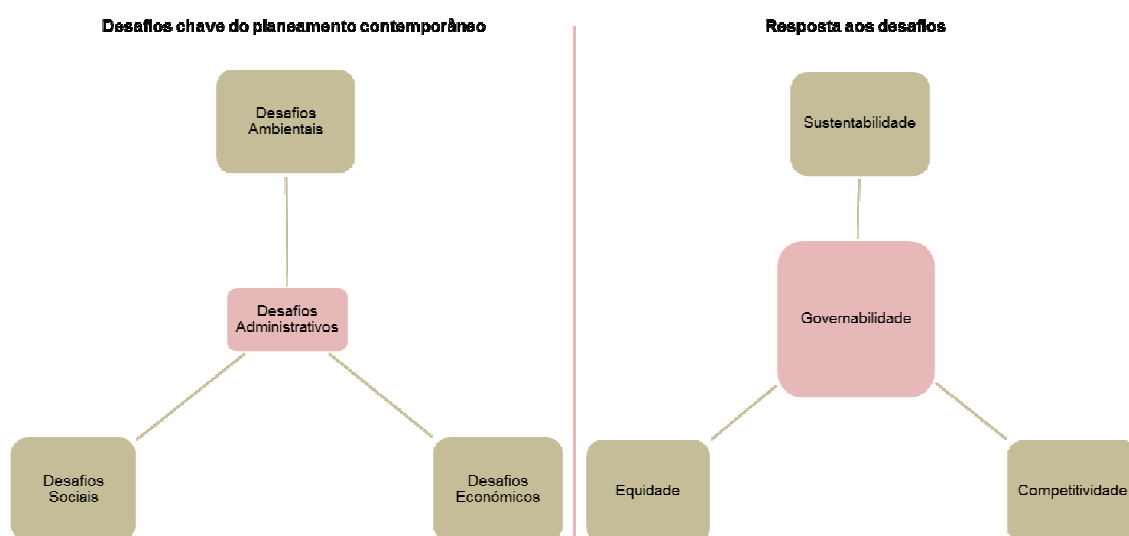 Desafios chave do planeamento contemporâneo
Desafios
Ambientais
Desafios
Administrativos
Desafios
Sociais
Desafios
Económicos
Resposta aos desafios
Sustentabilidade
Governabilidade
Equidade
Competitividade